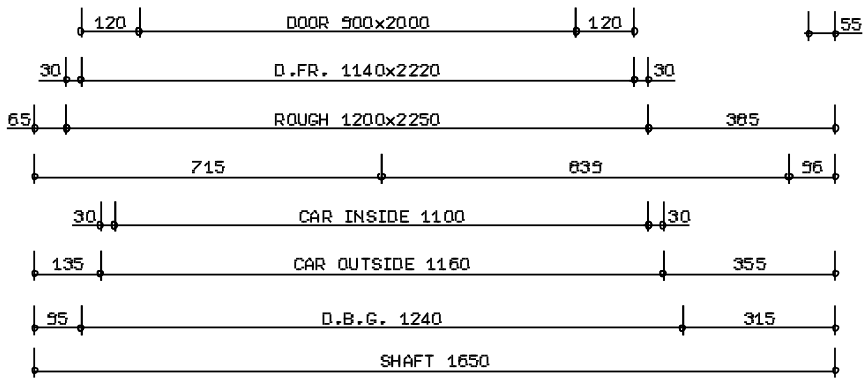 120 DOOR 900x2000 120 55
30 D.FR. 1140x2220 30
65 ROUGH 1200x2250 385
715 839 96
30 CAR INSIDE 1100 30
135 CAR OUTSIDE 1160 355
95 D.B.G. 1240 315
SHAFT 1650